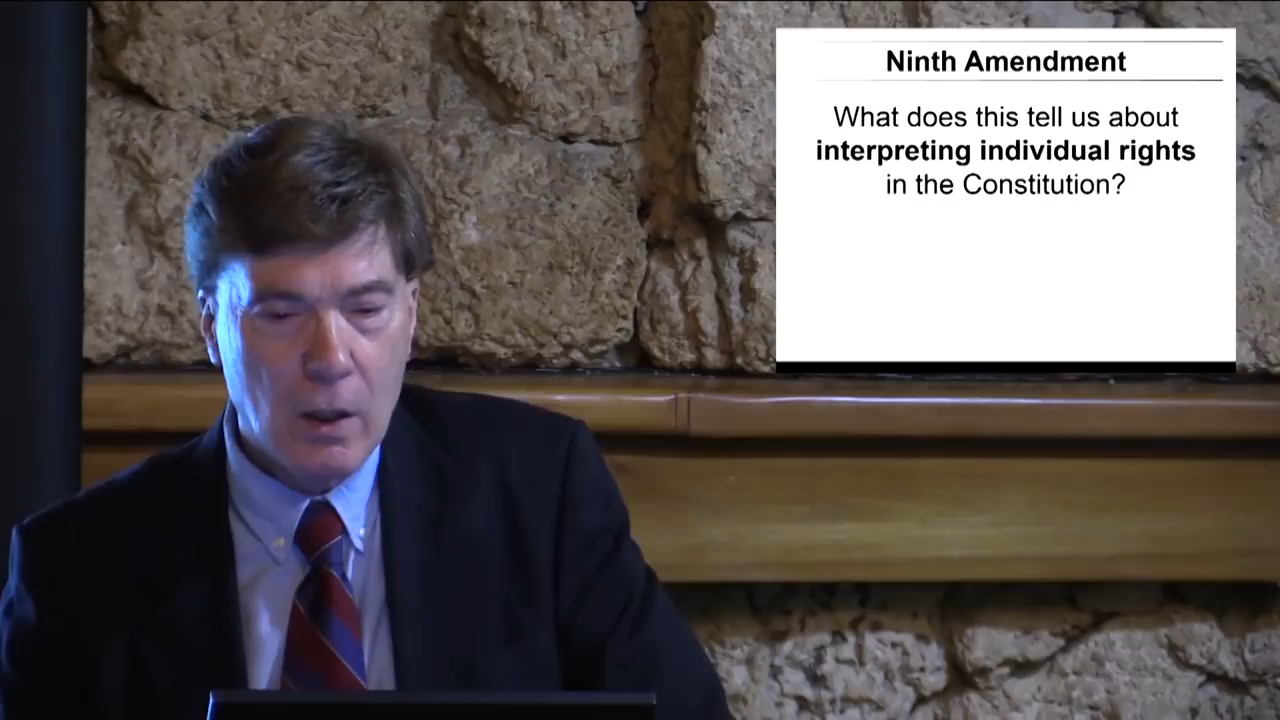 Ninth Amendment
What does this tell us about
interpreting individual rights
in the Constitution?